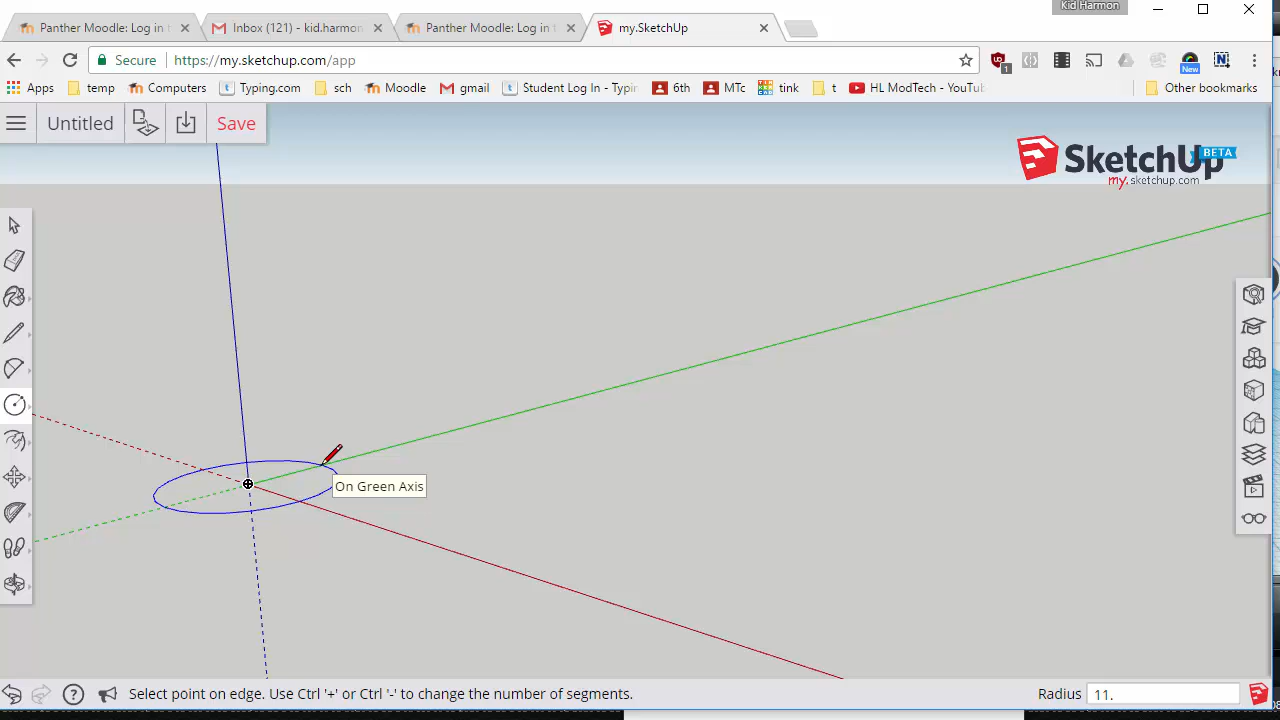 Kid Harmon
Panther Moodle: Log in t
Inbox (121) - kid.harmon
Panther Moodle: Log in t
my.SketchUp
Secure
https://my.sketchup.com/app
1
New
Apps
temp
Computers
Typing.com
sch
Moodle
gmail
Student Log In - Typin
6th
MTc
tink
t
HL ModTech - YouTu
Other bookmarks
Untitled
Save
SketchUp BETA
my.sketchup.com
On Green Axis
Select point on edge. Use Ctrl '+' or Ctrl '-' to change the number of segments.
Radius
11.